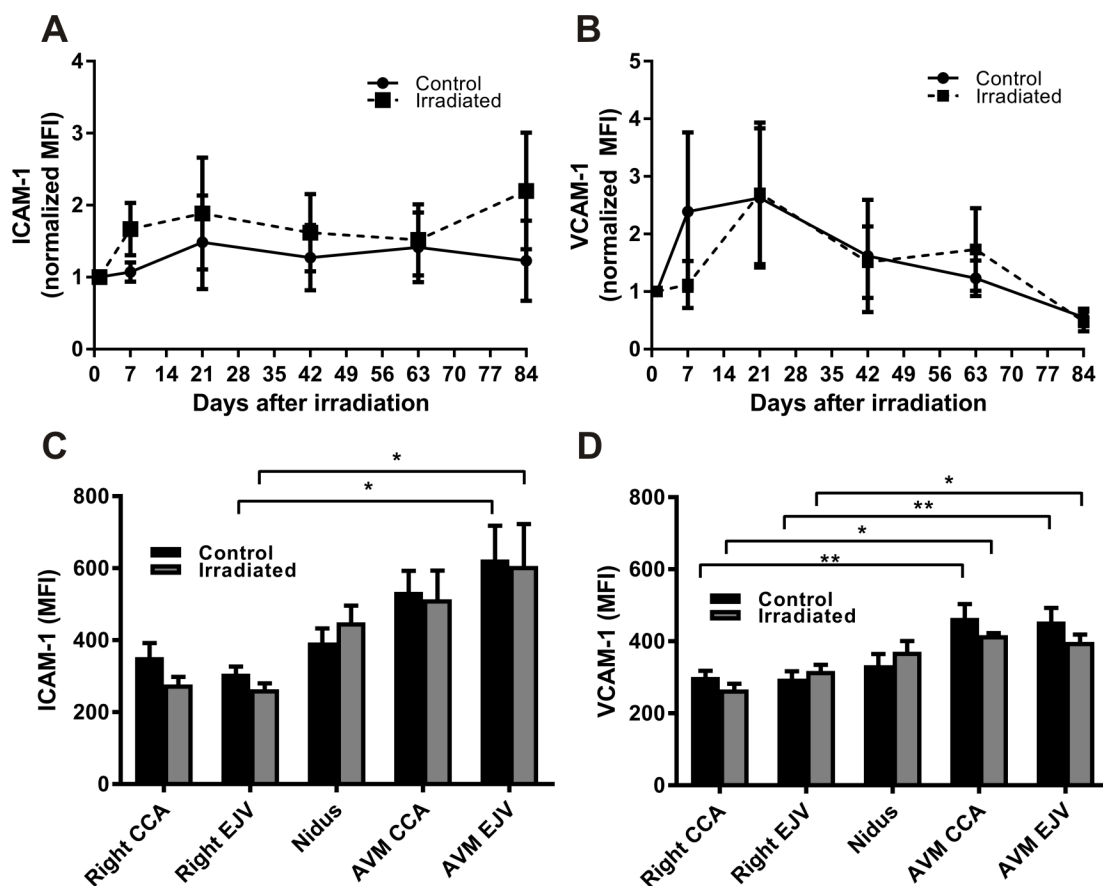 A
ICAM-1
(normalized MFI)
4
3
2
1
0
Control
Irradiated
0 7 14 21 28 35 42 49 56 63 70 77 84
Days after irradiation
B
VCAM-1
(normalized MFI)
5
4
3
2
1
0
Control
Irradiated
0 7 14 21 28 35 42 49 56 63 70 77 84
Days after irradiation
C
ICAM-1 (MFI)
800
600
400
200
0
*
*
Control
Irradiated
Right CCA
Right EJV
Nidus
AVM CCA
AVM EJV
D
VCAM-1 (MFI)
800
600
400
200
0
*
**
*
**
Control
Irradiated
Right CCA
Right EJV
Nidus
AVM CCA
AVM EJV